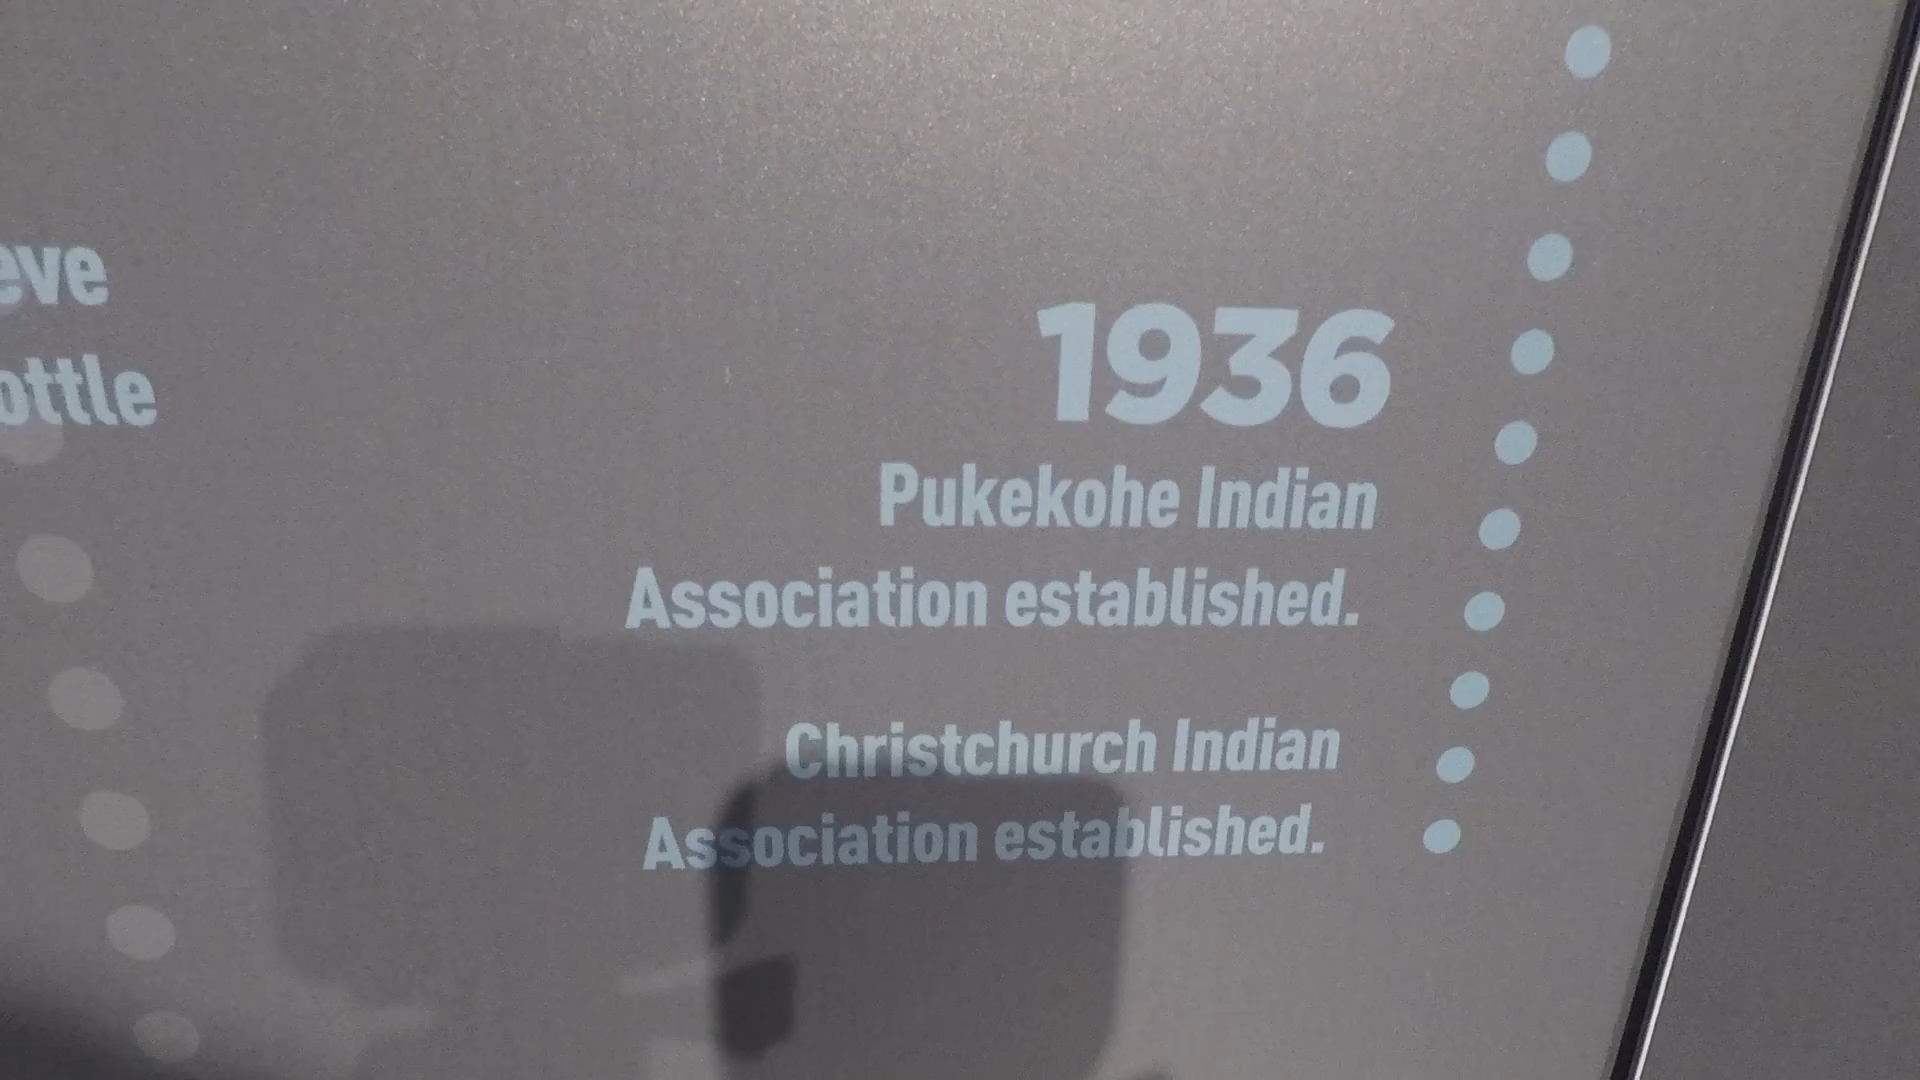 1936
Pukekohe Indian
Association established.
Christchurch Indian
Association established.